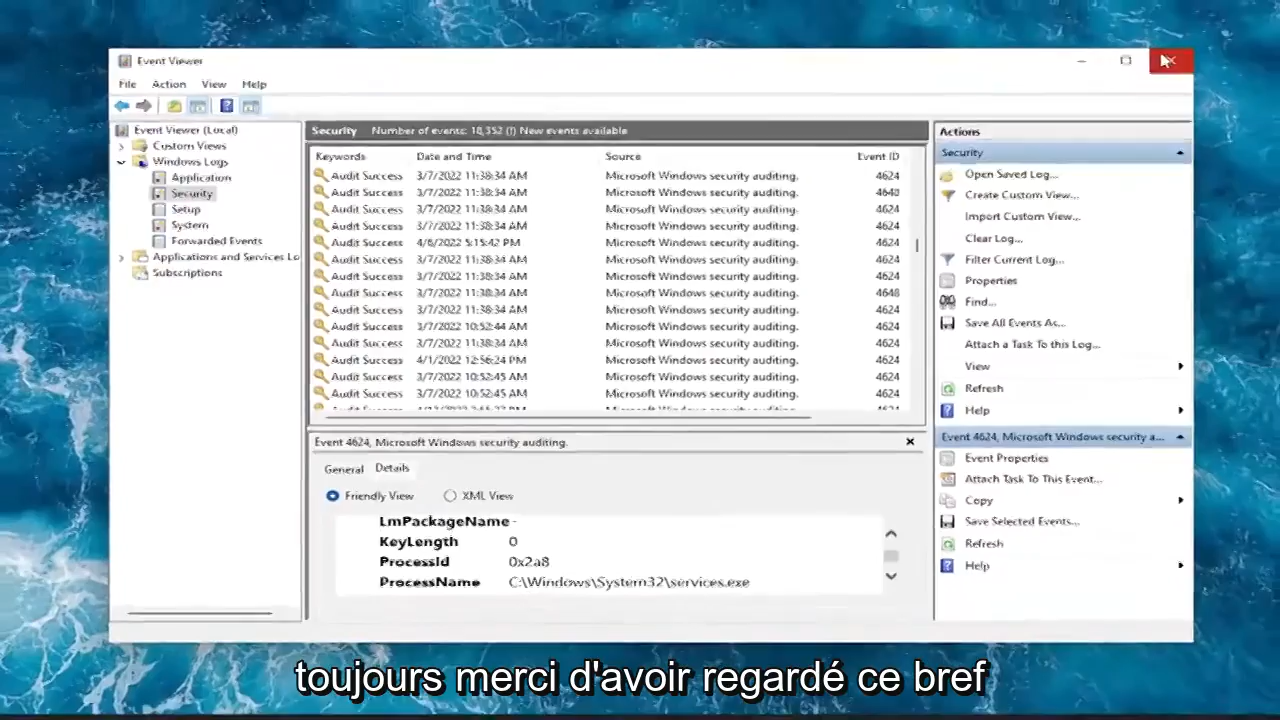 Event Viewer
File Action View Help
Event Viewer (Local)
Custom Views
Windows Logs
Application
Security
Setup
System
Forwarded Events
Applications and Services Lo
Subscriptions
Security Number of events: 18,352 (!) New events available
Keywords Date and Time Source Event ID
Audit Success 3/7/2022 11:38:34 AM Microsoft Windows security auditing. 4624
Audit Success 3/7/2022 11:38:34 AM Microsoft Windows security auditing. 4648
Audit Success 3/7/2022 11:38:34 AM Microsoft Windows security auditing. 4624
Audit Success 3/7/2022 11:38:34 AM Microsoft Windows security auditing. 4624
Audit Success 4/6/2022 5:15:42 PM Microsoft Windows security auditing. 4624
Audit Success 3/7/2022 11:38:34 AM Microsoft Windows security auditing. 4624
Audit Success 3/7/2022 11:38:34 AM Microsoft Windows security auditing. 4624
Audit Success 3/7/2022 11:38:34 AM Microsoft Windows security auditing. 4648
Audit Success 3/7/2022 11:38:34 AM Microsoft Windows security auditing. 4624
Audit Success 3/7/2022 10:52:44 AM Microsoft Windows security auditing. 4624
Audit Success 3/7/2022 11:38:34 AM Microsoft Windows security auditing. 4624
Audit Success 4/1/2022 12:56:24 PM Microsoft Windows security auditing. 4624
Audit Success 3/7/2022 10:52:45 AM Microsoft Windows security auditing. 4624
Audit Success 3/7/2022 10:52:45 AM Microsoft Windows security auditing. 4624
Event 4624, Microsoft Windows security auditing.
General Details
Friendly View XML View
LmPackageName -
KeyLength 0
ProcessId 0x2a8
ProcessName C:\Windows\System32\services.exe
Actions
Security
Open Saved Log...
Create Custom View...
Import Custom View...
Clear Log...
Filter Current Log...
Properties
Find...
Save All Events As...
Attach a Task To this Log...
View
Refresh
Help
Event 4624, Microsoft Windows security a...
Event Properties
Attach Task To This Event...
Copy
Save Selected Events...
Refresh
Help
toujours merci d'avoir regardé ce bref